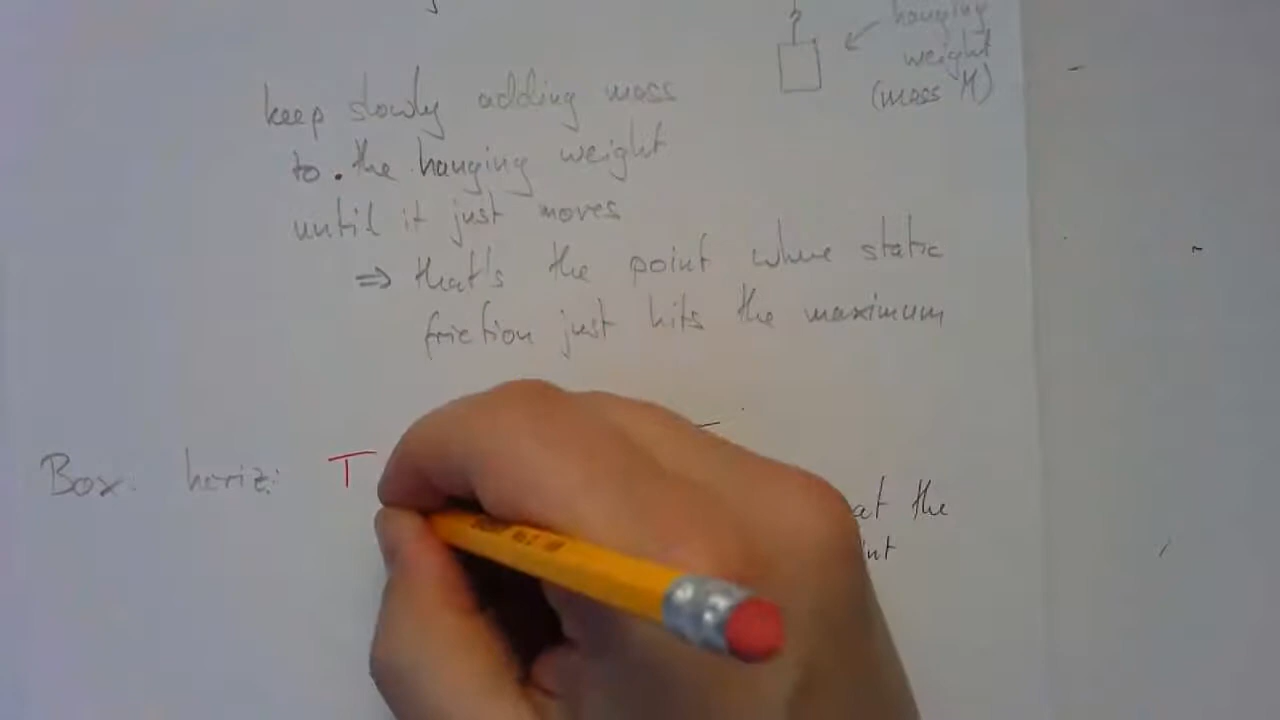 hanging
weight
(mass M)
keep slowly adding mass
to the hanging weight
until it just moves
⇒ that's the point where static
friction just hits the maximum
Box: horiz: T
at the